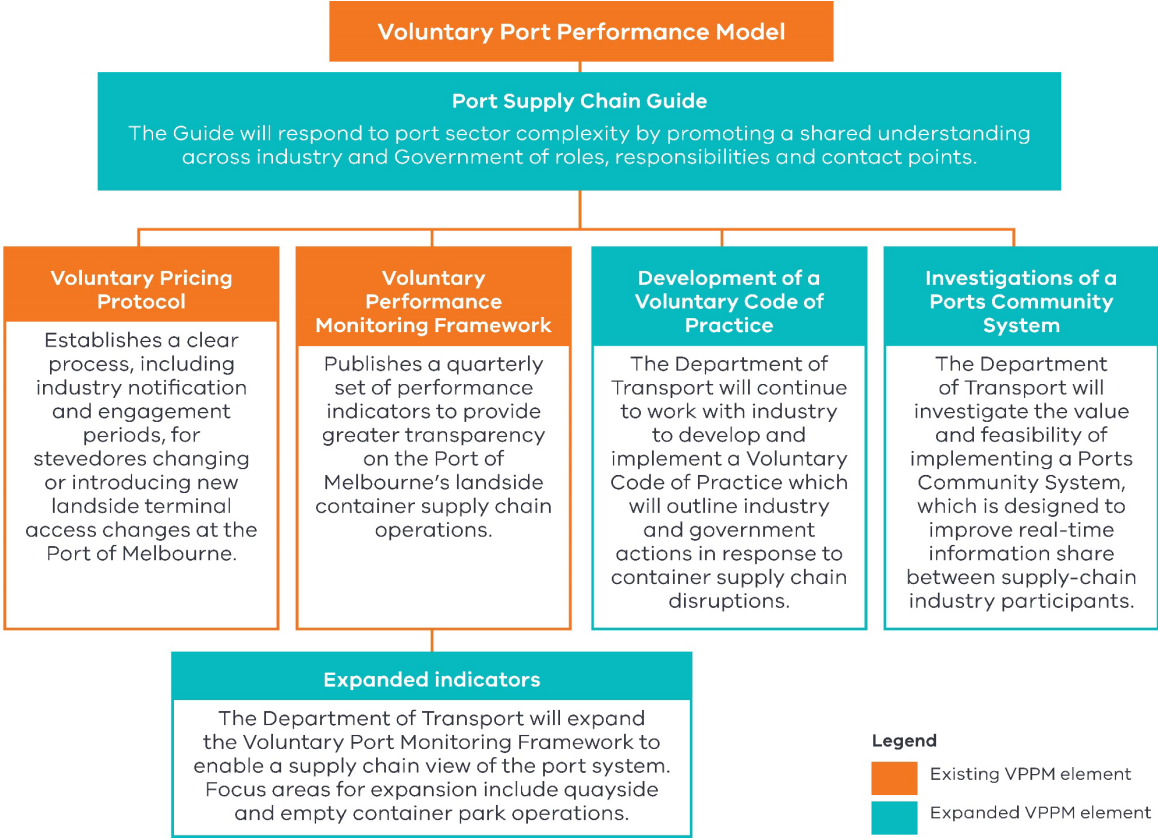 Voluntary Port Performance Model
Port Supply Chain Guide
The Guide will respond to port sector complexity by promoting a shared understanding
across industry and Government of roles, responsibilities and contact points.
Voluntary Pricing
Protocol
Establishes a clear
process, including
industry notification
and engagement
periods, for
stevedores changing
or introducing new
landside terminal
access changes at the
Port of Melbourne.
Voluntary
Performance
Monitoring Framework
Publishes a quarterly
set of performance
indicators to provide
greater transparency
on the Port of
Melbourne's landside
container supply chain
operations.
Development of a
Voluntary Code of
Practice
The Department of
Transport will continue
to work with industry
to develop and
implement a Voluntary
Code of Practice which
will outline industry
and government
actions in response to
container supply chain
disruptions.
Investigations of a
Ports Community
System
The Department
of Transport will
investigate the value
and feasibility of
implementing a Ports
Community System,
which is designed to
improve real-time
information share
between supply-chain
industry participants.
Expanded indicators
The Department of Transport will expand
the Voluntary Port Monitoring Framework to
enable a supply chain view of the port system.
Focus areas for expansion include quayside
and empty container park operations.
Legend
Existing VPPM element
Expanded VPPM element